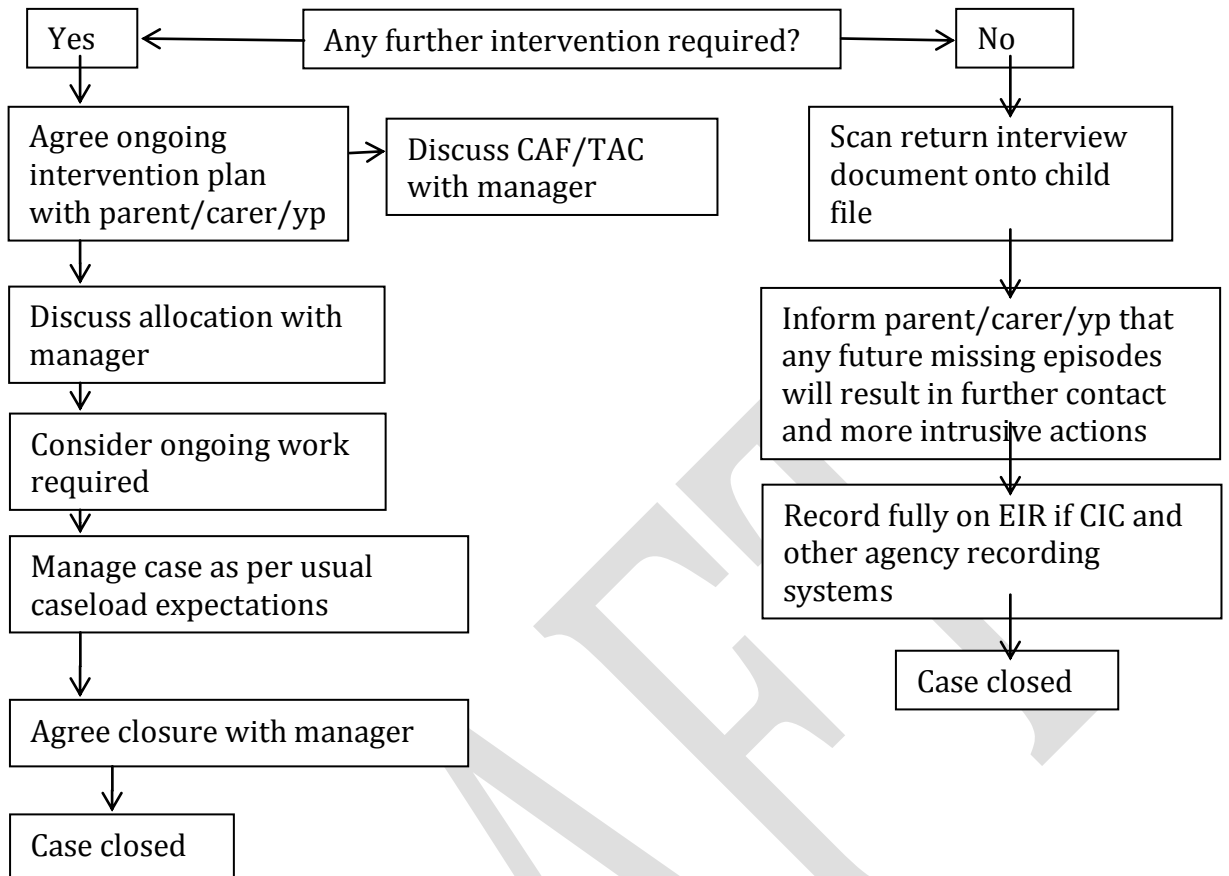 Yes
Any further intervention required?
No
Agree ongoing
intervention plan
with parent/carer/yp
Discuss CAF/TAC
with manager
Scan return interview
document onto child
file
Discuss allocation with
manager
Inform parent/carer/yp that
any future missing episodes
will result in further contact
and more intrusive actions
Consider ongoing work
required
Record fully on EIR if CIC and
other agency recording
systems
Manage case as per usual
caseload expectations
Case closed
Agree closure with manager
Case closed
AFT